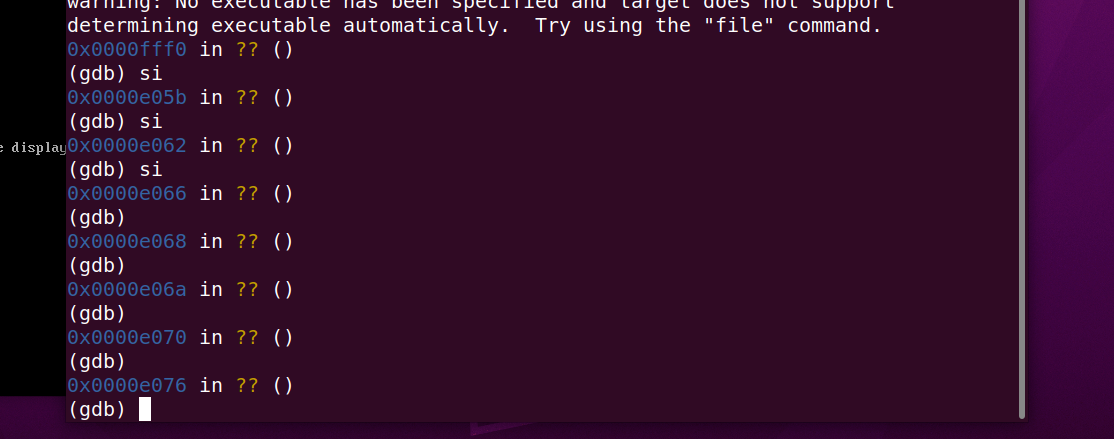 warning: No executable has been specified and target does not support
determining executable automatically.  Try using the "file" command.
0x0000fff0 in ?? ()
(gdb) si
0x0000e05b in ?? ()
(gdb) si
e display
0x0000e062 in ?? ()
(gdb) si
0x0000e066 in ?? ()
(gdb)
0x0000e068 in ?? ()
(gdb)
0x0000e06a in ?? ()
(gdb)
0x0000e070 in ?? ()
(gdb)
0x0000e076 in ?? ()
(gdb)